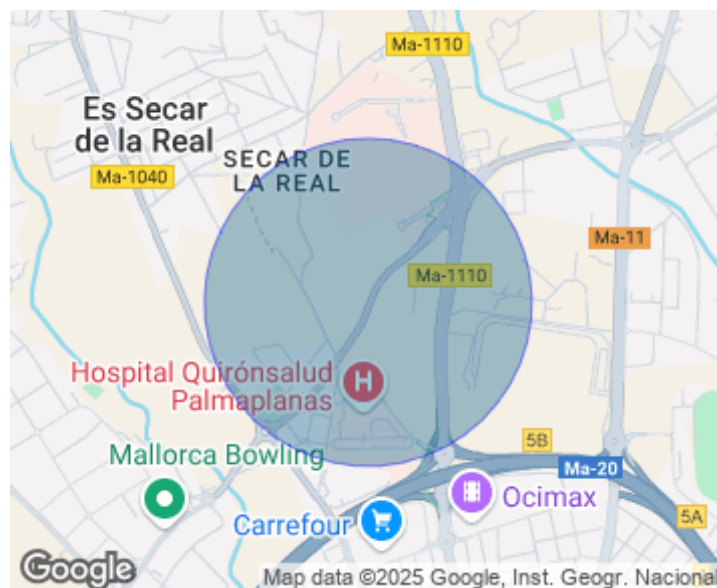 Ma-1110
Es Secar
de la Real
SECAR DE
LA REAL
Ma-1040
Ma-11
Ma-1110
Hospital Quirónsalud
Palmaplanas
H
5B
Mallorca Bowling
Ma-20
Ocimax
Carrefour
5A
Google
Map data ©2025 Google, Inst. Geogr. Nacional